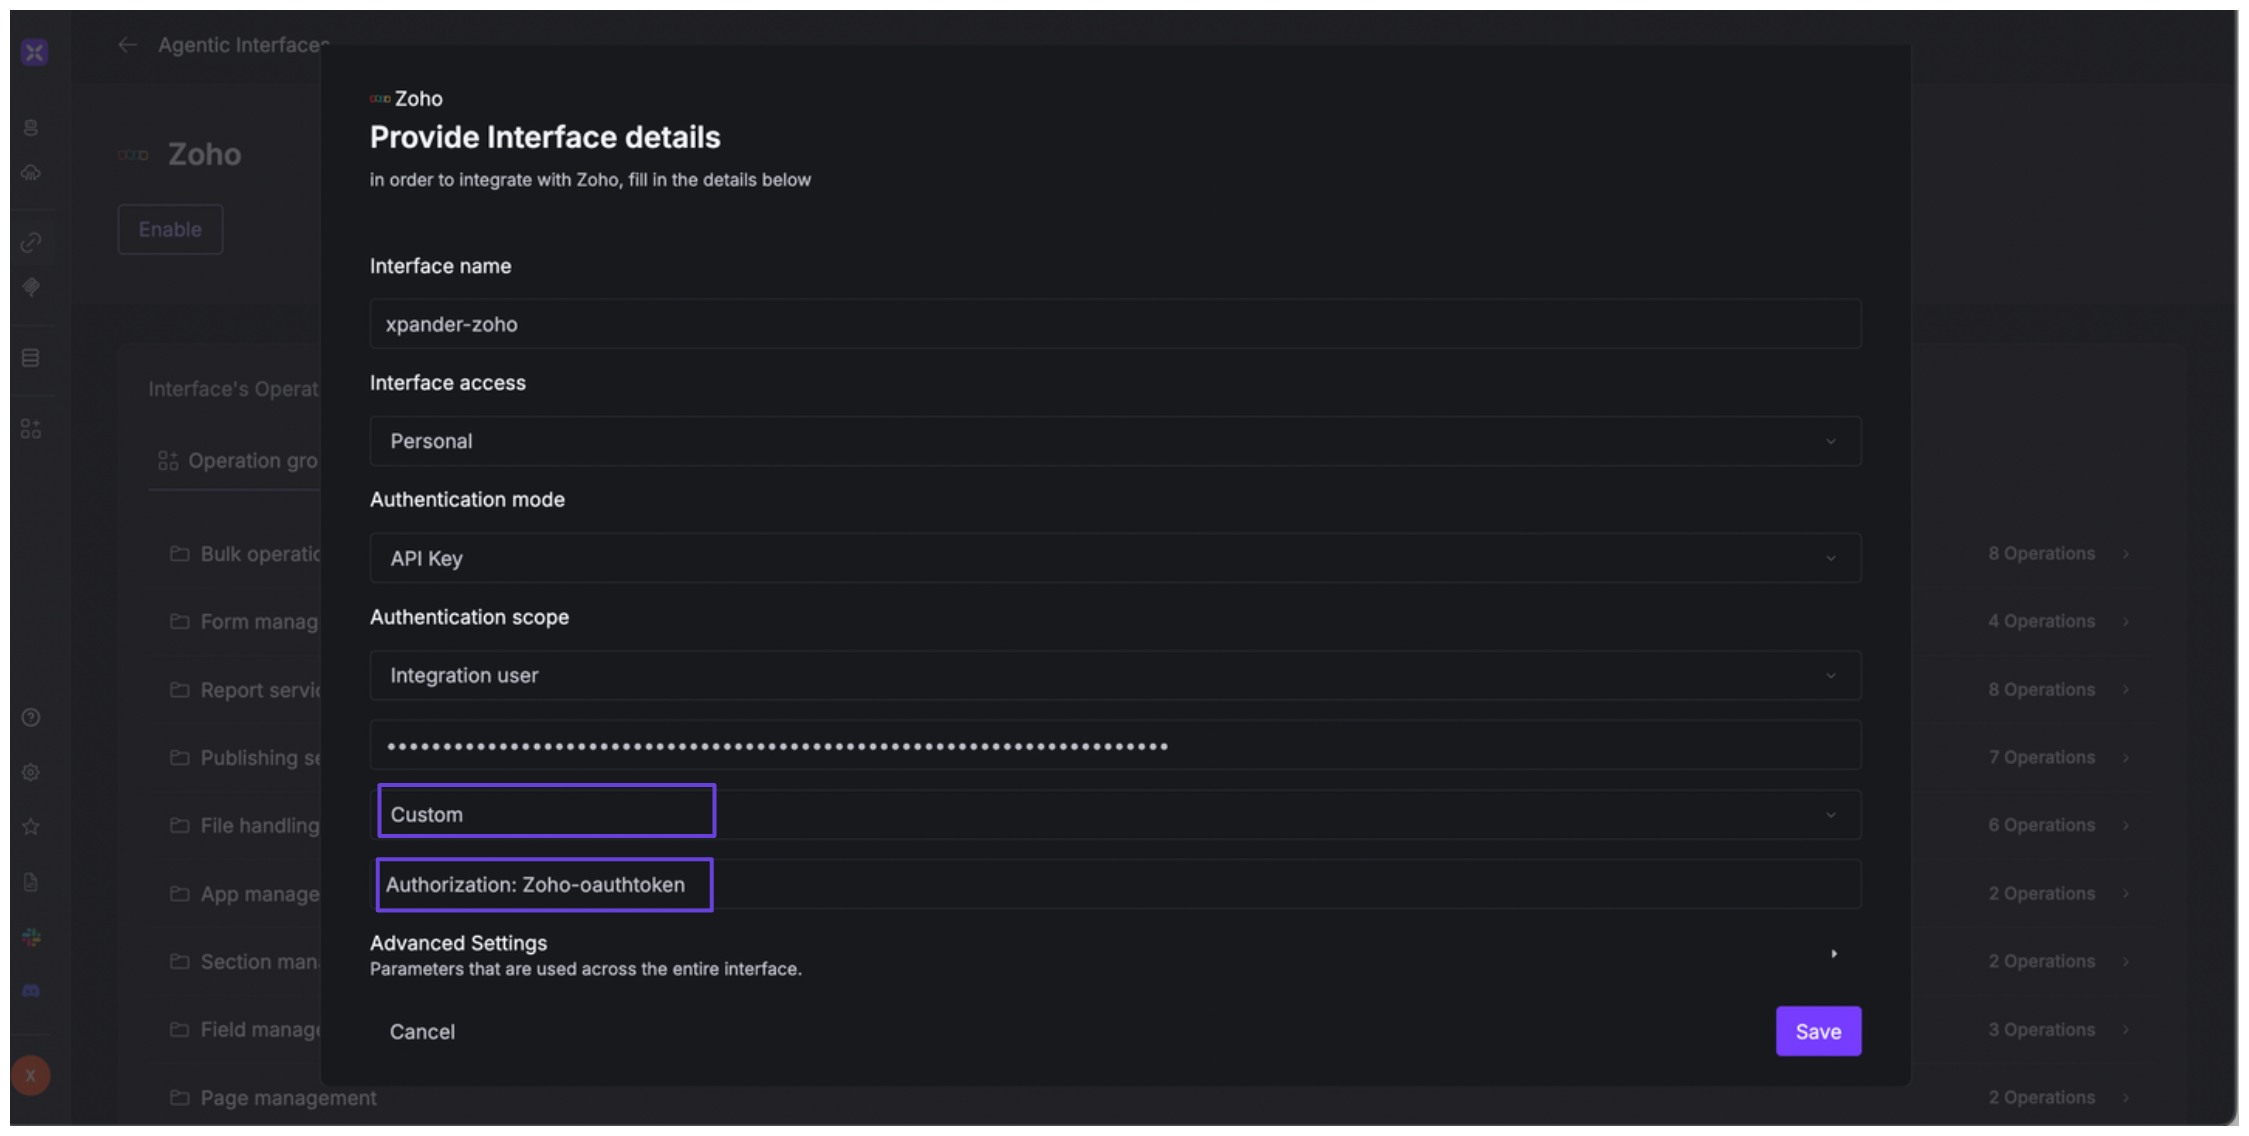 Agentic Interfaces
Zoho
Enable
Interface's Operat
Operation gro
Bulk operatio
8 Operations
Form manag
4 Operations
Report servic
8 Operations
Publishing se
7 Operations
File handling
6 Operations
App manage
2 Operations
Section man
2 Operations
Field manage
3 Operations
Page management
2 Operations
X
Zoho
Provide Interface details
in order to integrate with Zoho, fill in the details below
Interface name
xpander-zoho
Interface access
Personal
Authentication mode
API Key
Authentication scope
Integration user
Custom
Authorization: Zoho-oauthtoken
Advanced Settings
Parameters that are used across the entire interface.
Cancel
Save